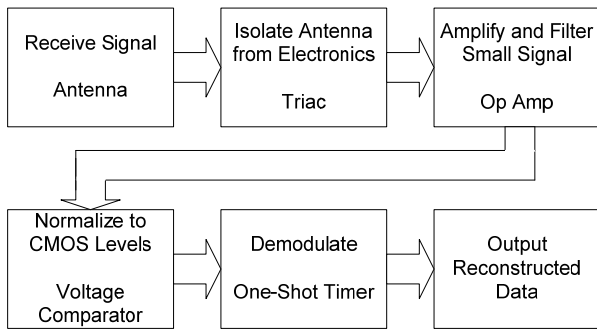 Receive Signal
Antenna
Isolate Antenna
from Electronics
Triac
Amplify and Filter
Small Signal
Op Amp
Normalize to
CMOS Levels
Voltage
Comparator
Demodulate
One-Shot Timer
Output
Reconstructed
Data